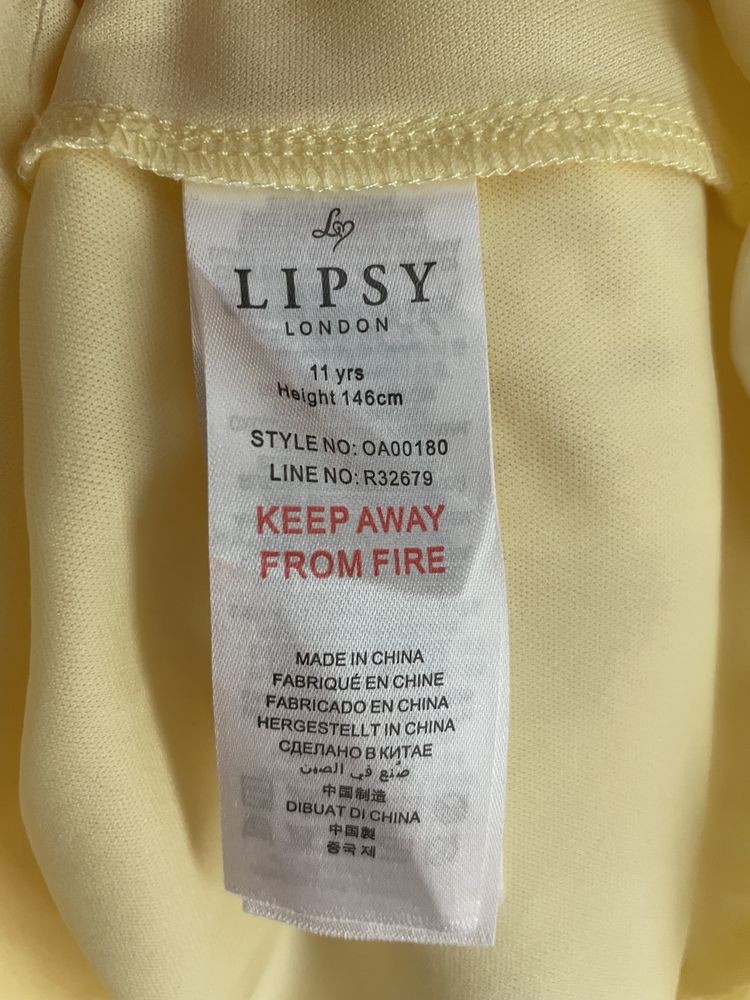 LIPSY
LONDON
11 yrs
Height 146cm
STYLE NO: OA00180
LINE NO: R32679
KEEP AWAY
FROM FIRE
MADE IN CHINA
FABRIQUÉ EN CHINE
FABRICADO EN CHINA
HERGESTELLT IN CHINA
СДЕЛАНО В КИТАЕ
صُنع في الصين
中国制造
DIBUAT DI CHINA
中国製
중국 제